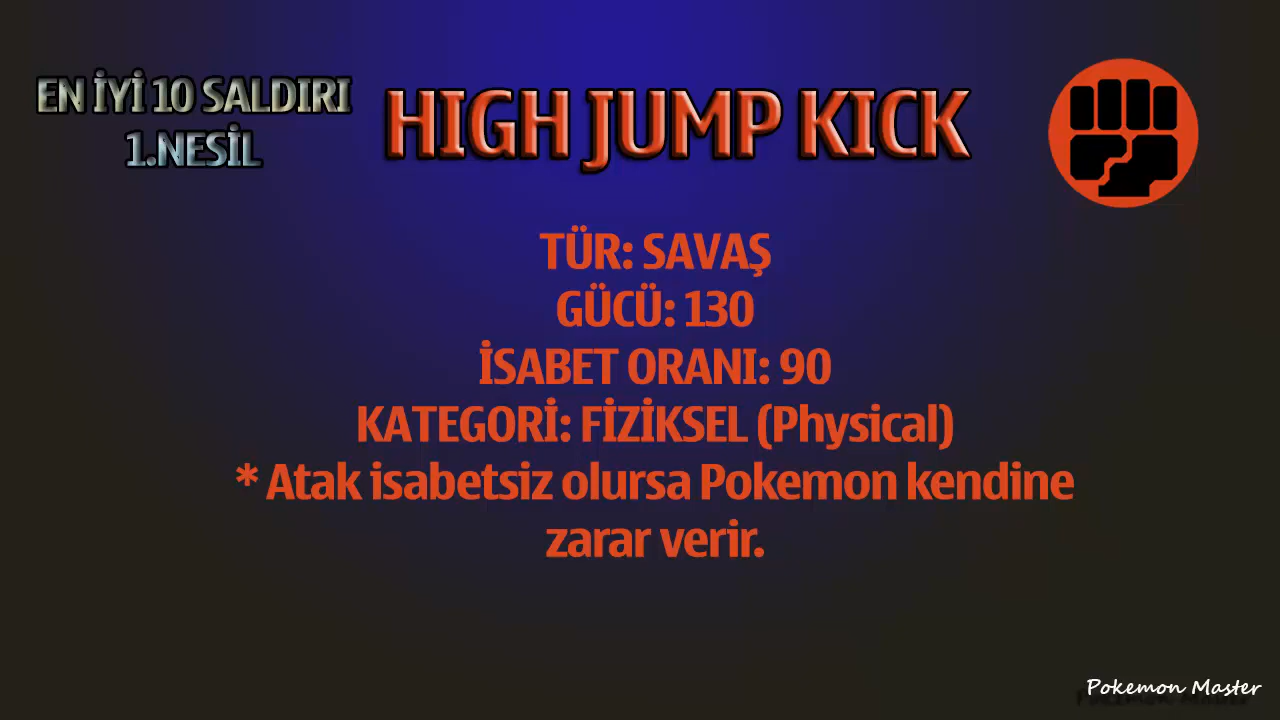 EN İYİ 10 SALDIRI
1.NESİL
HIGH JUMP KICK
TÜR: SAVAŞ
GÜCÜ: 130
İSABET ORANI: 90
KATEGORİ: FİZİKSEL (Physical)
* Atak isabetsiz olursa Pokemon kendine
zarar verir.
Pokemon Master